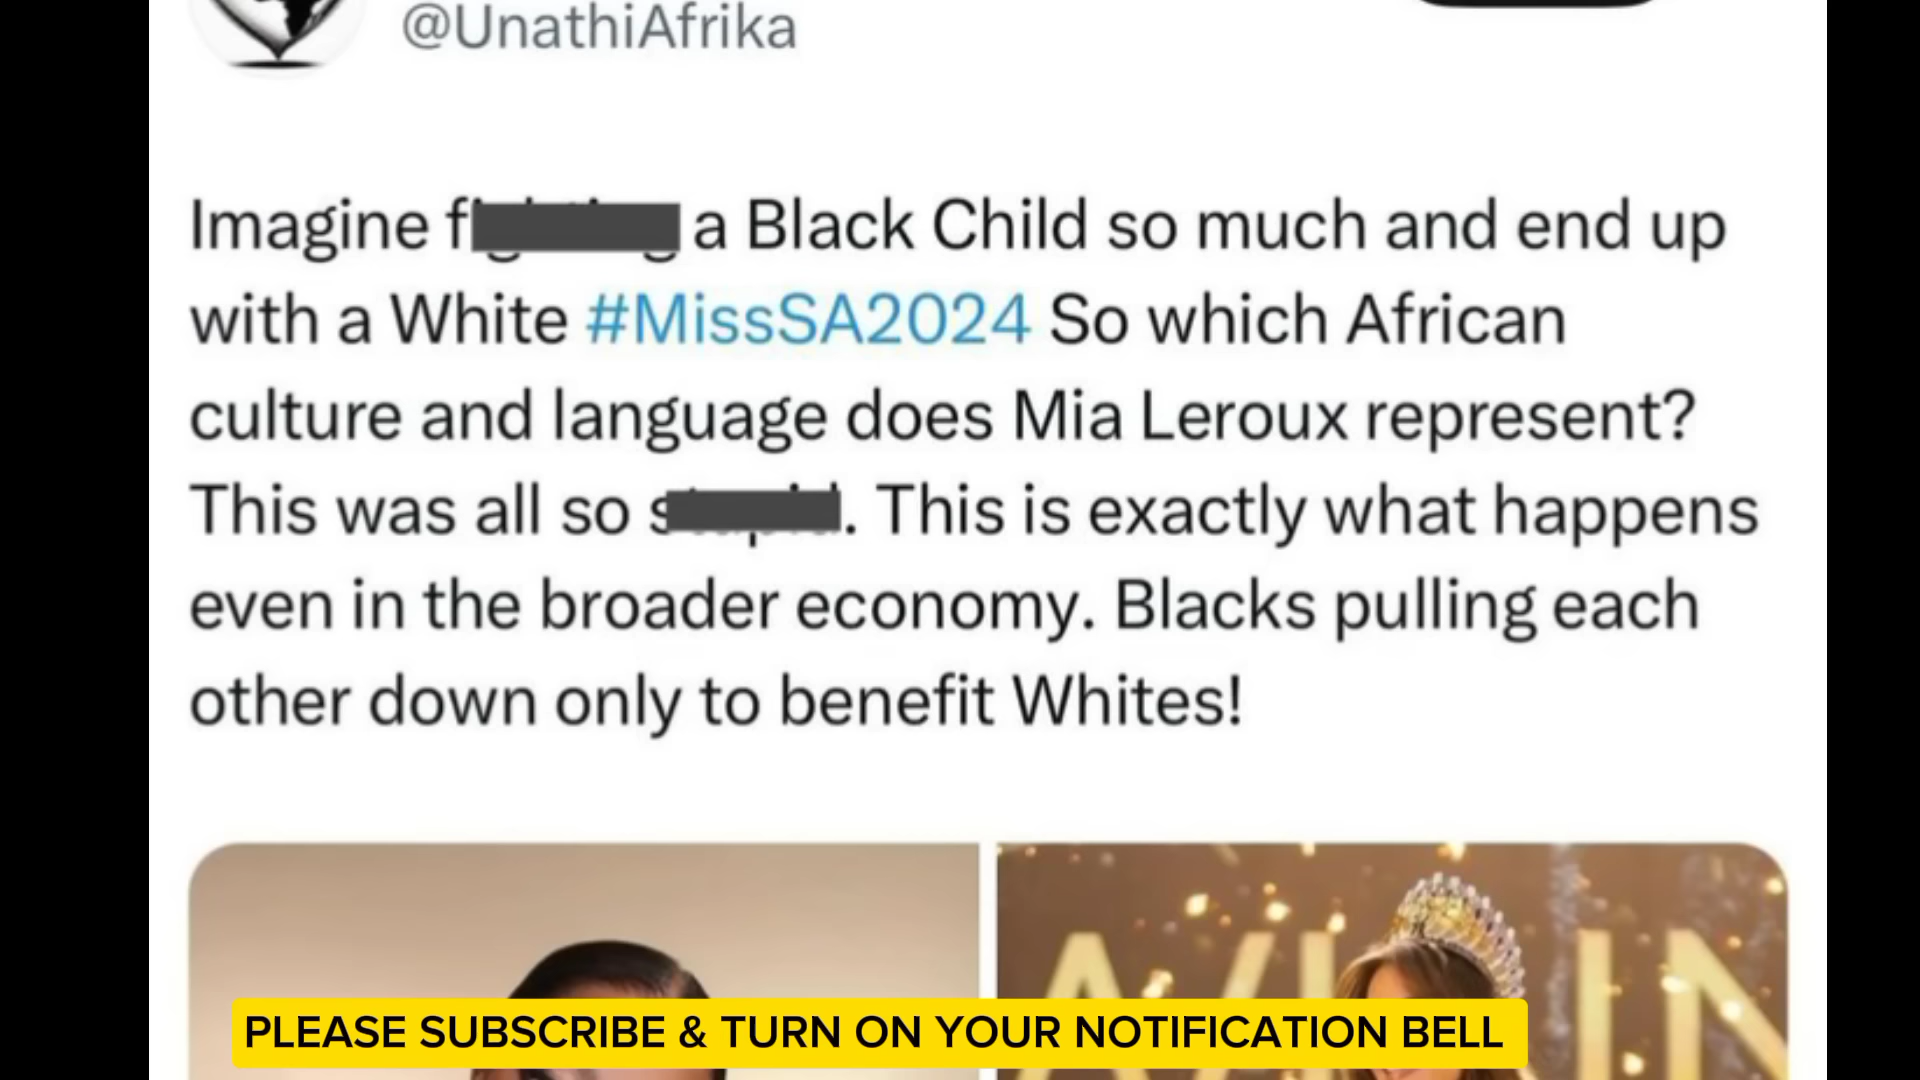 @UnathiAfrika
Imagine f a Black Child so much and end up
with a White #MissSA2024 So which African
culture and language does Mia Leroux represent?
This was all so s. This is exactly what happens
even in the broader economy. Blacks pulling each
other down only to benefit Whites!
PLEASE SUBSCRIBE & TURN ON YOUR NOTIFICATION BELL